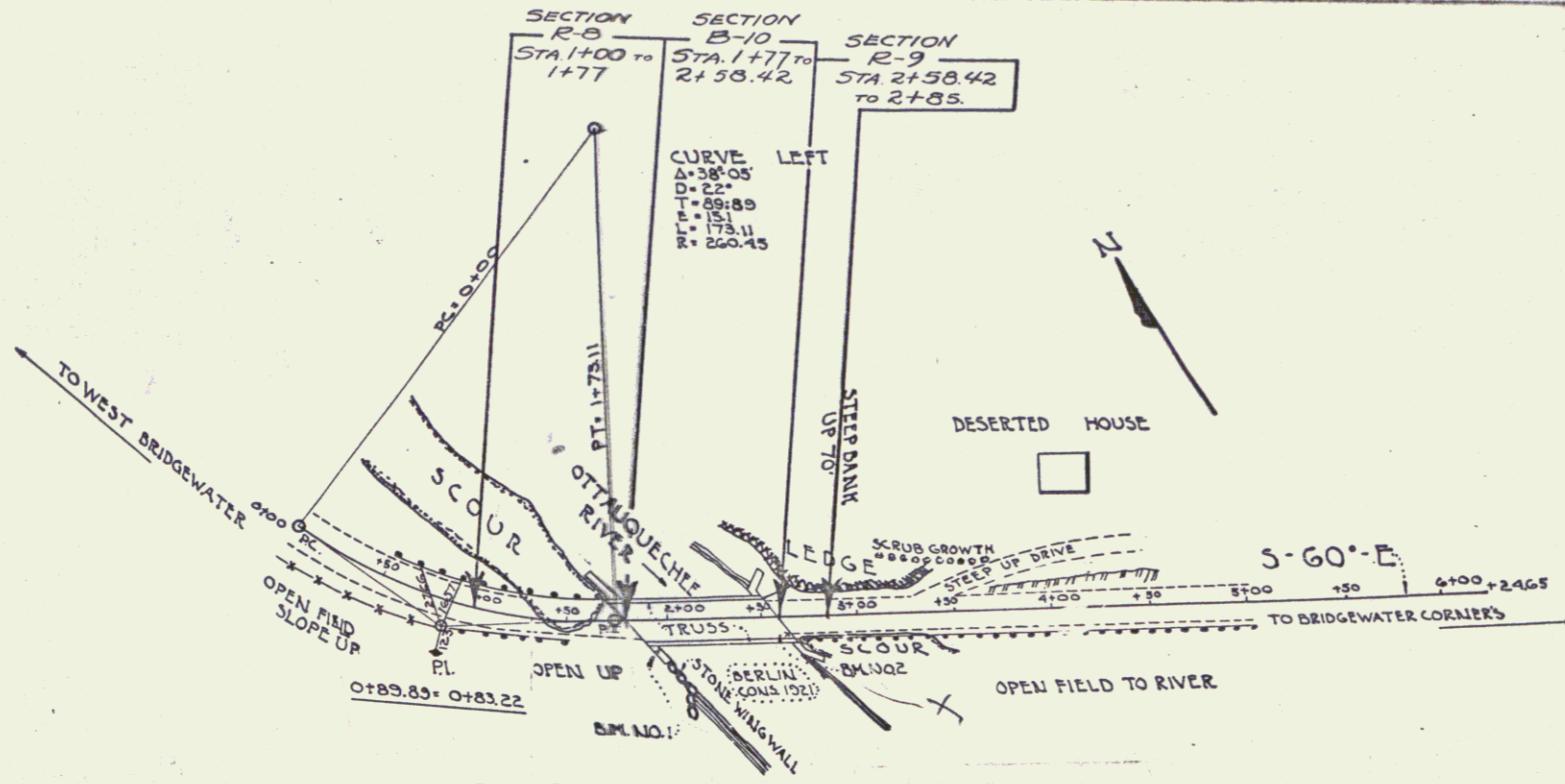 SECTION
R-8
STA. 1+00 TO
1+77
SECTION
B-10
STA. 1+77 TO
2+58.42
SECTION
R-9
STA. 2+58.42
TO 2+85.
CURVE LEFT
Δ=38°-05'
D=22°
T=89.89
E=15.1
L=173.11
R=260.45
N
PC=0+00
PT=1+73.11
TO WEST BRIDGEWATER
SCOUR
OTTAUQUECHEE
RIVER
STEEP BANK
UP 70'
DESERTED HOUSE
LEDGE
SCRUB GROWTH
STEEP UP DRIVE
S-60°-E
0+00
P.C.
+50
+00
+50
P.T.
2+00
+50
3+00
+50
4+00
+50
5+00
+50
6+00
+24.65
TO BRIDGEWATER CORNER'S
OPEN FIELD
SLOPE UP
P.I.
0+89.89=0+83.22
OPEN UP
TRUSS
BERLIN
CONS. 1921
SCOUR
B.M. NO. 2
OPEN FIELD TO RIVER
STONE WING WALL
B.M. NO. 1